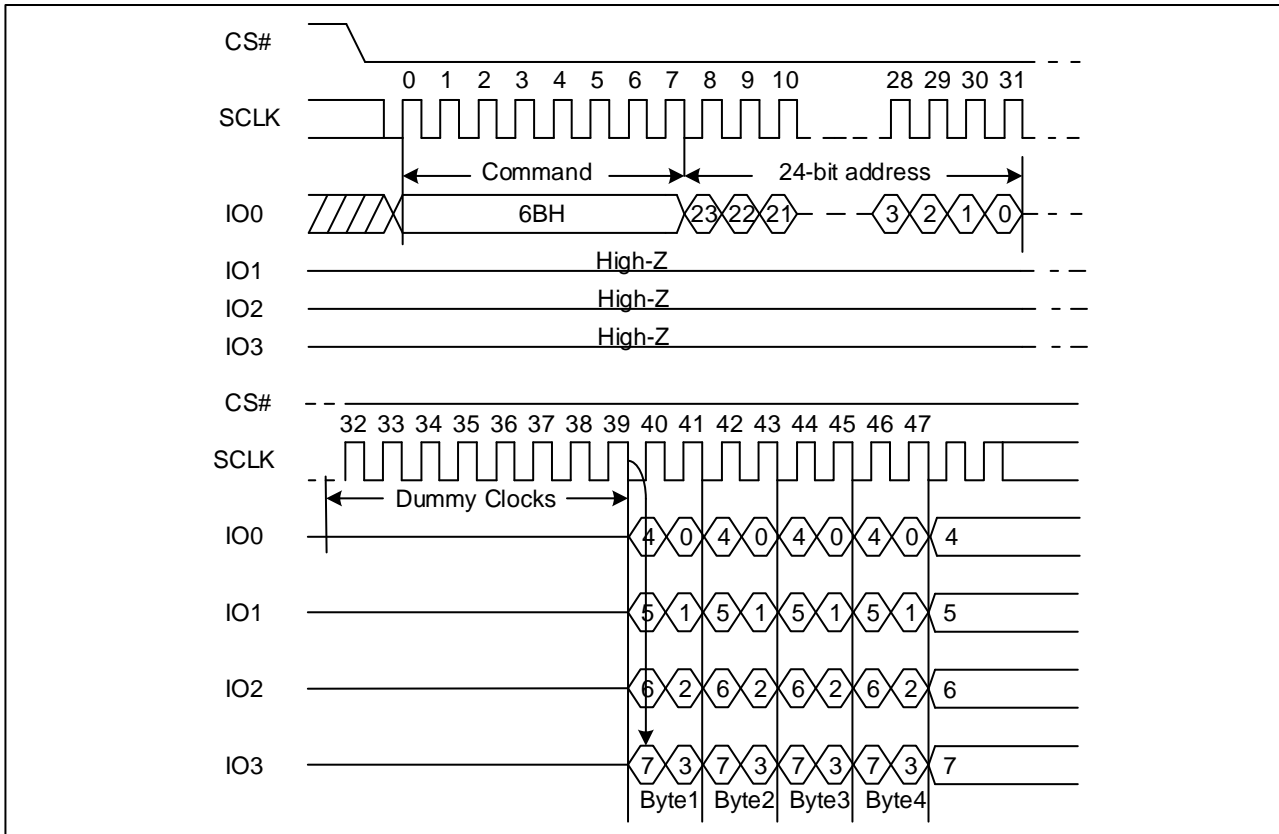 CS#
0 1 2 3 4 5 6 7 8 9 10 28 29 30 31
SCLK
Command 24-bit address
IO0 6BH 23 22 21 3 2 1 0
High-Z
IO1
High-Z
IO2
High-Z
IO3
CS#
32 33 34 35 36 37 38 39 40 41 42 43 44 45 46 47
SCLK
Dummy Clocks
IO0 4 0 4 0 4 0 4 0 4
IO1 5 1 5 1 5 1 5 1 5
IO2 6 2 6 2 6 2 6 2 6
IO3 7 3 7 3 7 3 7 3 7
Byte1 Byte2 Byte3 Byte4